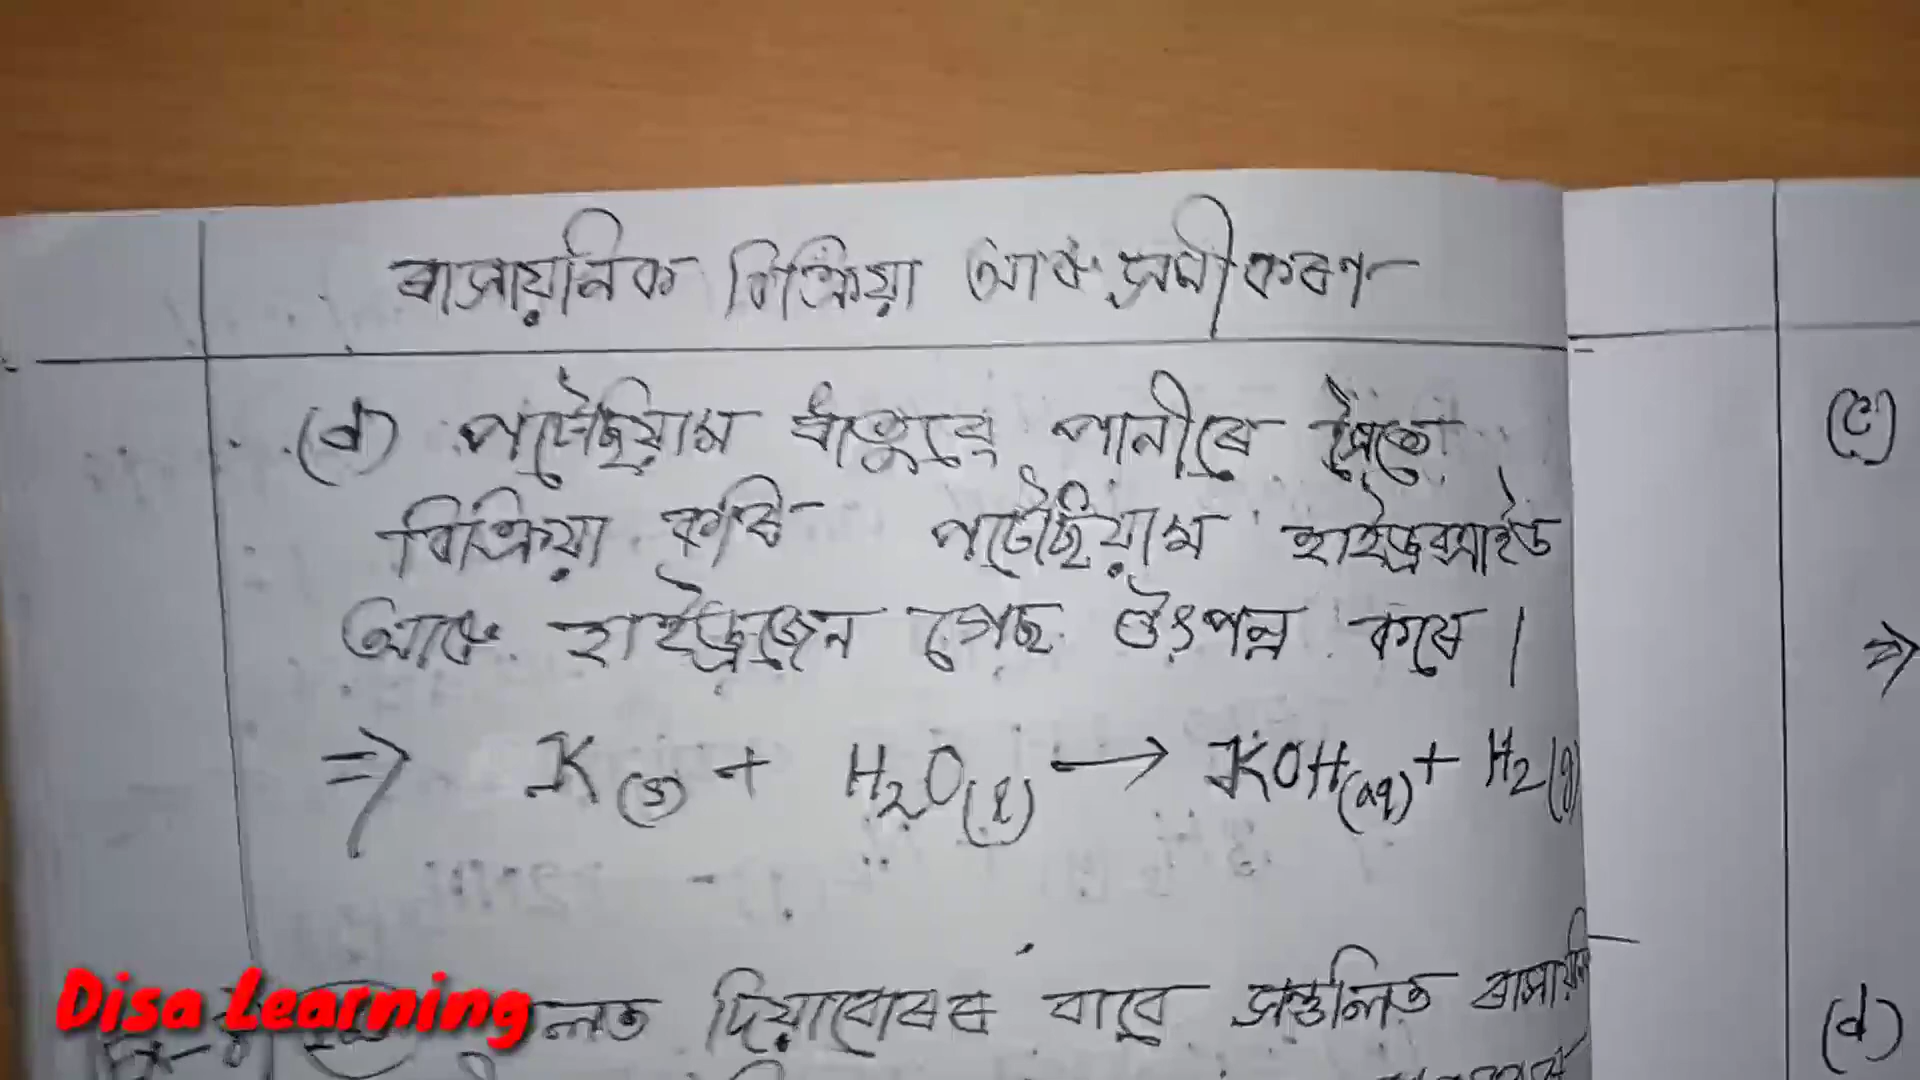 ৰাসায়নিক বিক্ৰিয়া আৰু সমীকৰণ
(d) পটেছিয়াম ধাতুৱে পানীৰে সৈতে
বিক্ৰিয়া কৰি পটেছিয়াম হাইড্ৰক্সাইড
আৰু হাইড্ৰজেন গেছ উৎপন্ন কৰে।
⇒ K(s) + H₂O(l) → KOH(aq) + H₂(g)
দিয়াবোৰৰ বাবে সন্তুলিত
(c)
⇒
(d)
Disa Learning